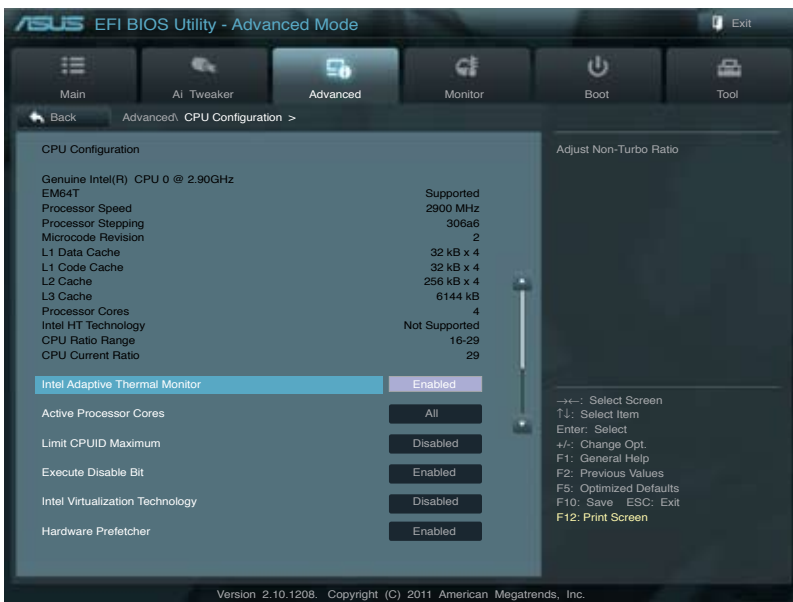 ASUS EFI BIOS Utility - Advanced Mode
Exit
Main
Ai Tweaker
Advanced
Monitor
Boot
Tool
Back
Advanced\ CPU Configuration >
CPU Configuration
Genuine Intel(R) CPU 0 @ 2.90GHz
EM64T Supported
Processor Speed 2900 MHz
Processor Stepping 306a6
Microcode Revision 2
L1 Data Cache 32 kB x 4
L1 Code Cache 32 kB x 4
L2 Cache 256 kB x 4
L3 Cache 6144 kB
Processor Cores 4
Intel HT Technology Not Supported
CPU Ratio Range 16-29
CPU Current Ratio 29
Intel Adaptive Thermal Monitor Enabled
Active Processor Cores All
Limit CPUID Maximum Disabled
Execute Disable Bit Enabled
Intel Virtualization Technology Disabled
Hardware Prefetcher Enabled
Adjust Non-Turbo Ratio
→←: Select Screen
↑↓: Select Item
Enter: Select
+/-: Change Opt.
F1: General Help
F2: Previous Values
F5: Optimized Defaults
F10: Save ESC: Exit
F12: Print Screen
Version 2.10.1208. Copyright (C) 2011 American Megatrends, Inc.